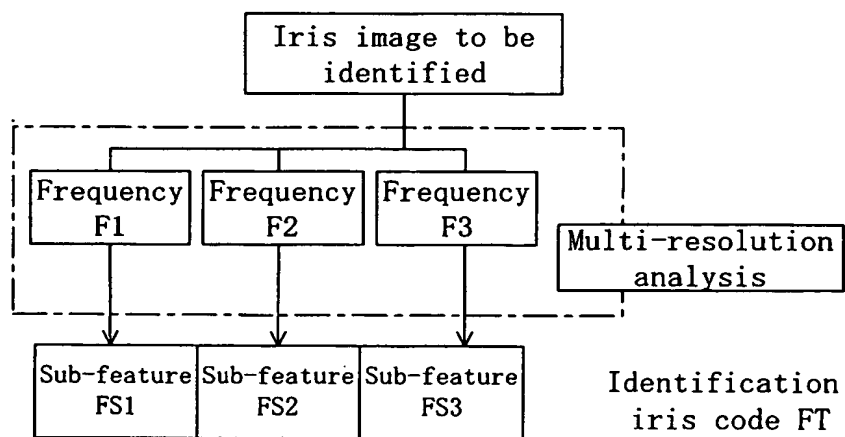 Iris image to be
identified
Frequency
F1
Frequency
F2
Frequency
F3
Multi-resolution
analysis
Sub-feature
FS1
Sub-feature
FS2
Sub-feature
FS3
Identification
iris code FT